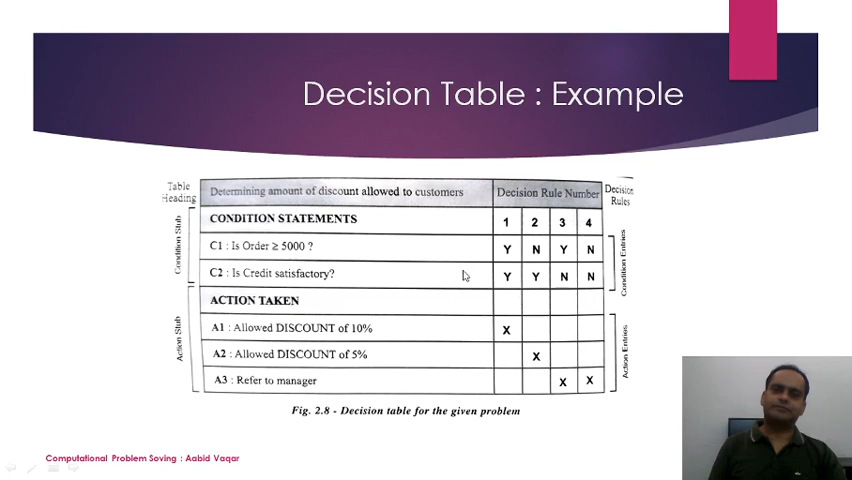 Decision Table : Example
Table Heading
Determining amount of discount allowed to customers
Decision Rule Number
Decision Rules
CONDITION STATEMENTS 1 2 3 4
C1 : Is Order ≥ 5000 ? Y N Y N
C2 : Is Credit satisfactory? Y Y N N
ACTION TAKEN
A1 : Allowed DISCOUNT of 10% X
A2 : Allowed DISCOUNT of 5% X
A3 : Refer to manager X X
Condition Stub
Action Stub
Condition Entries
Action Entries
Fig. 2.8 - Decision table for the given problem
Computational Problem Soving : Aabid Vaqar